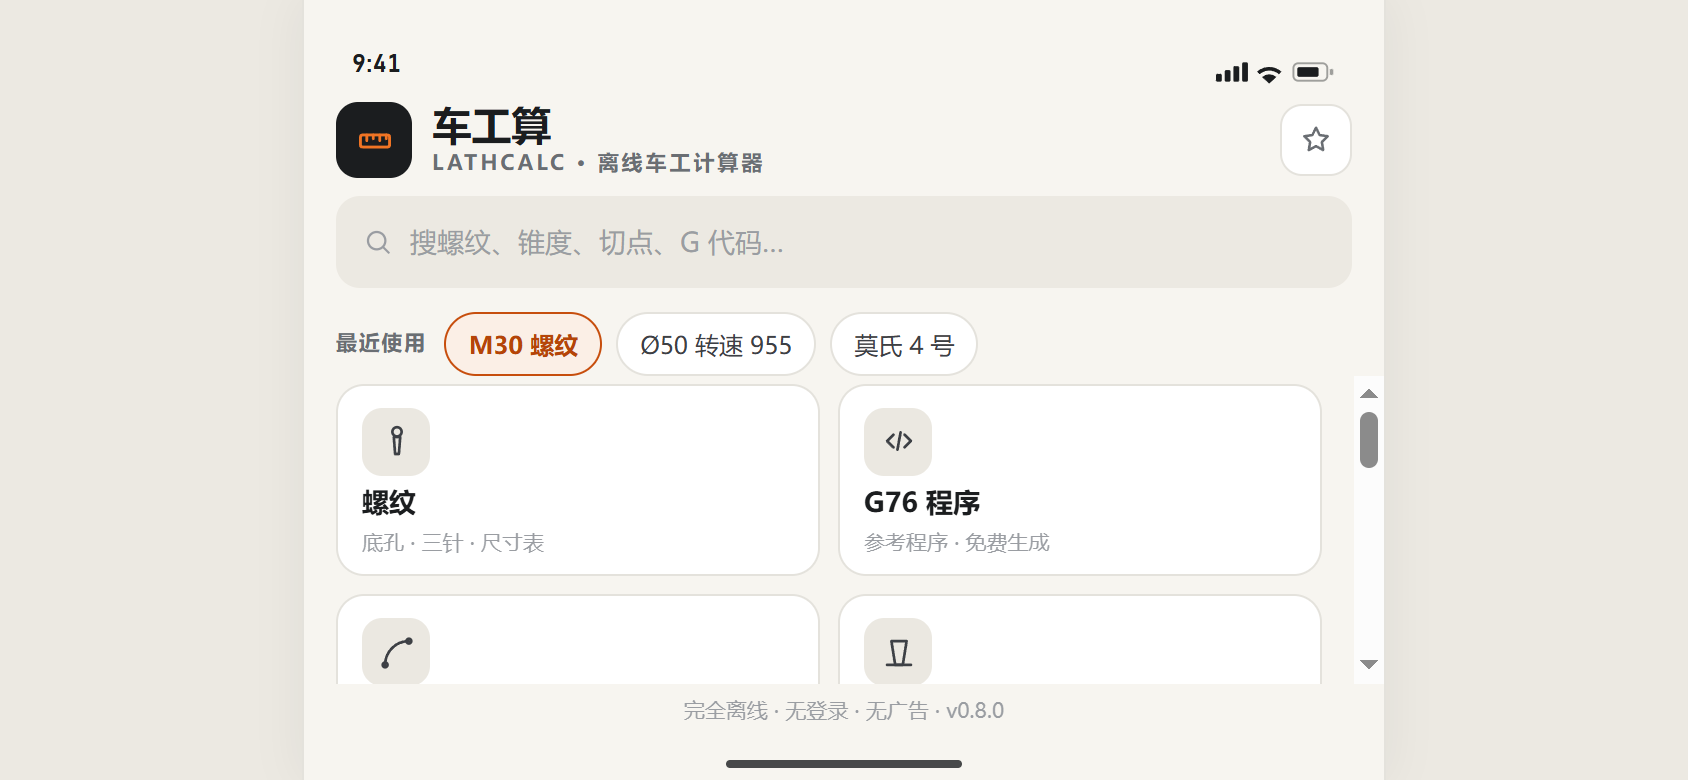 9:41
车工算
LATHCALC • 离线车工计算器
搜螺纹、锥度、切点、G 代码...
最近使用 M30 螺纹 Ø50 转速 955 莫氏 4 号
螺纹
底孔 · 三针 · 尺寸表
G76 程序
参考程序 · 免费生成
完全离线 · 无登录 · 无广告 · v0.8.0